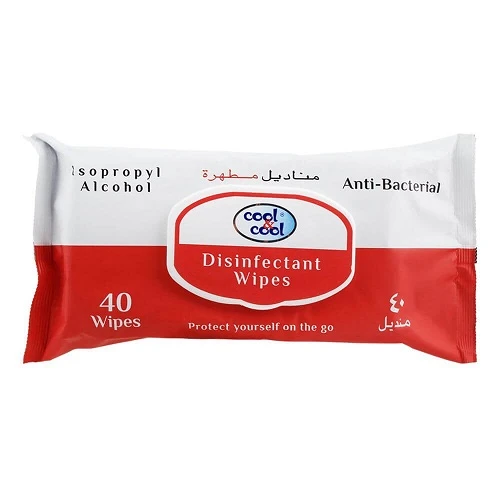 Isopropyl
Alcohol
مناديل مطهرة
Anti-Bacterial
cool®
&
cool
Disinfectant
Wipes
40
Wipes
٤٠
منديل
Protect yourself on the go